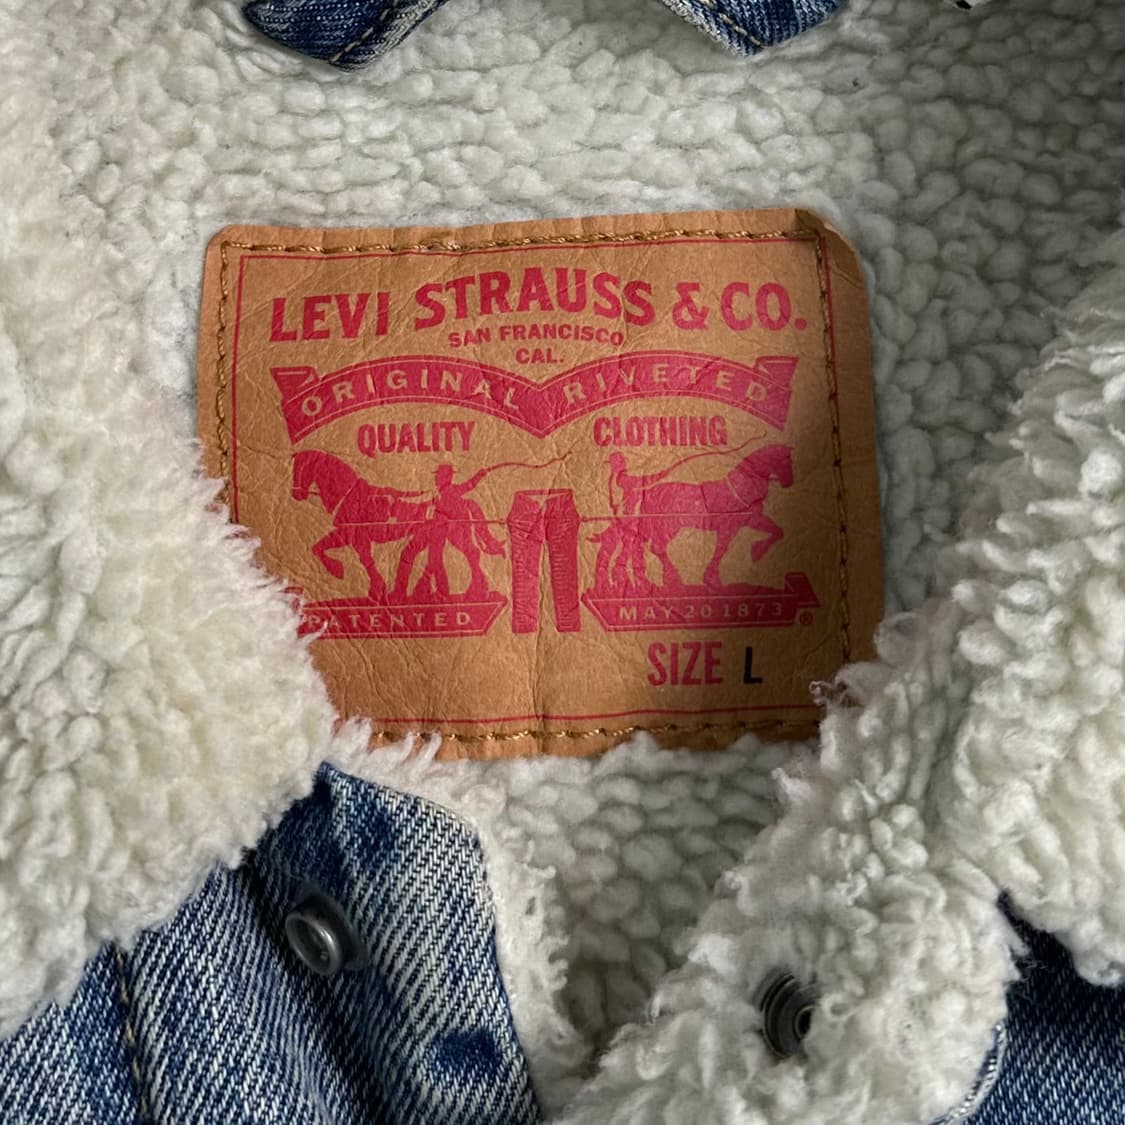 LEVI STRAUSS & CO.
SAN FRANCISCO
CAL.
ORIGINAL RIVETED
QUALITY CLOTHING
PATENTED MAY 20 1873 ®
SIZE L